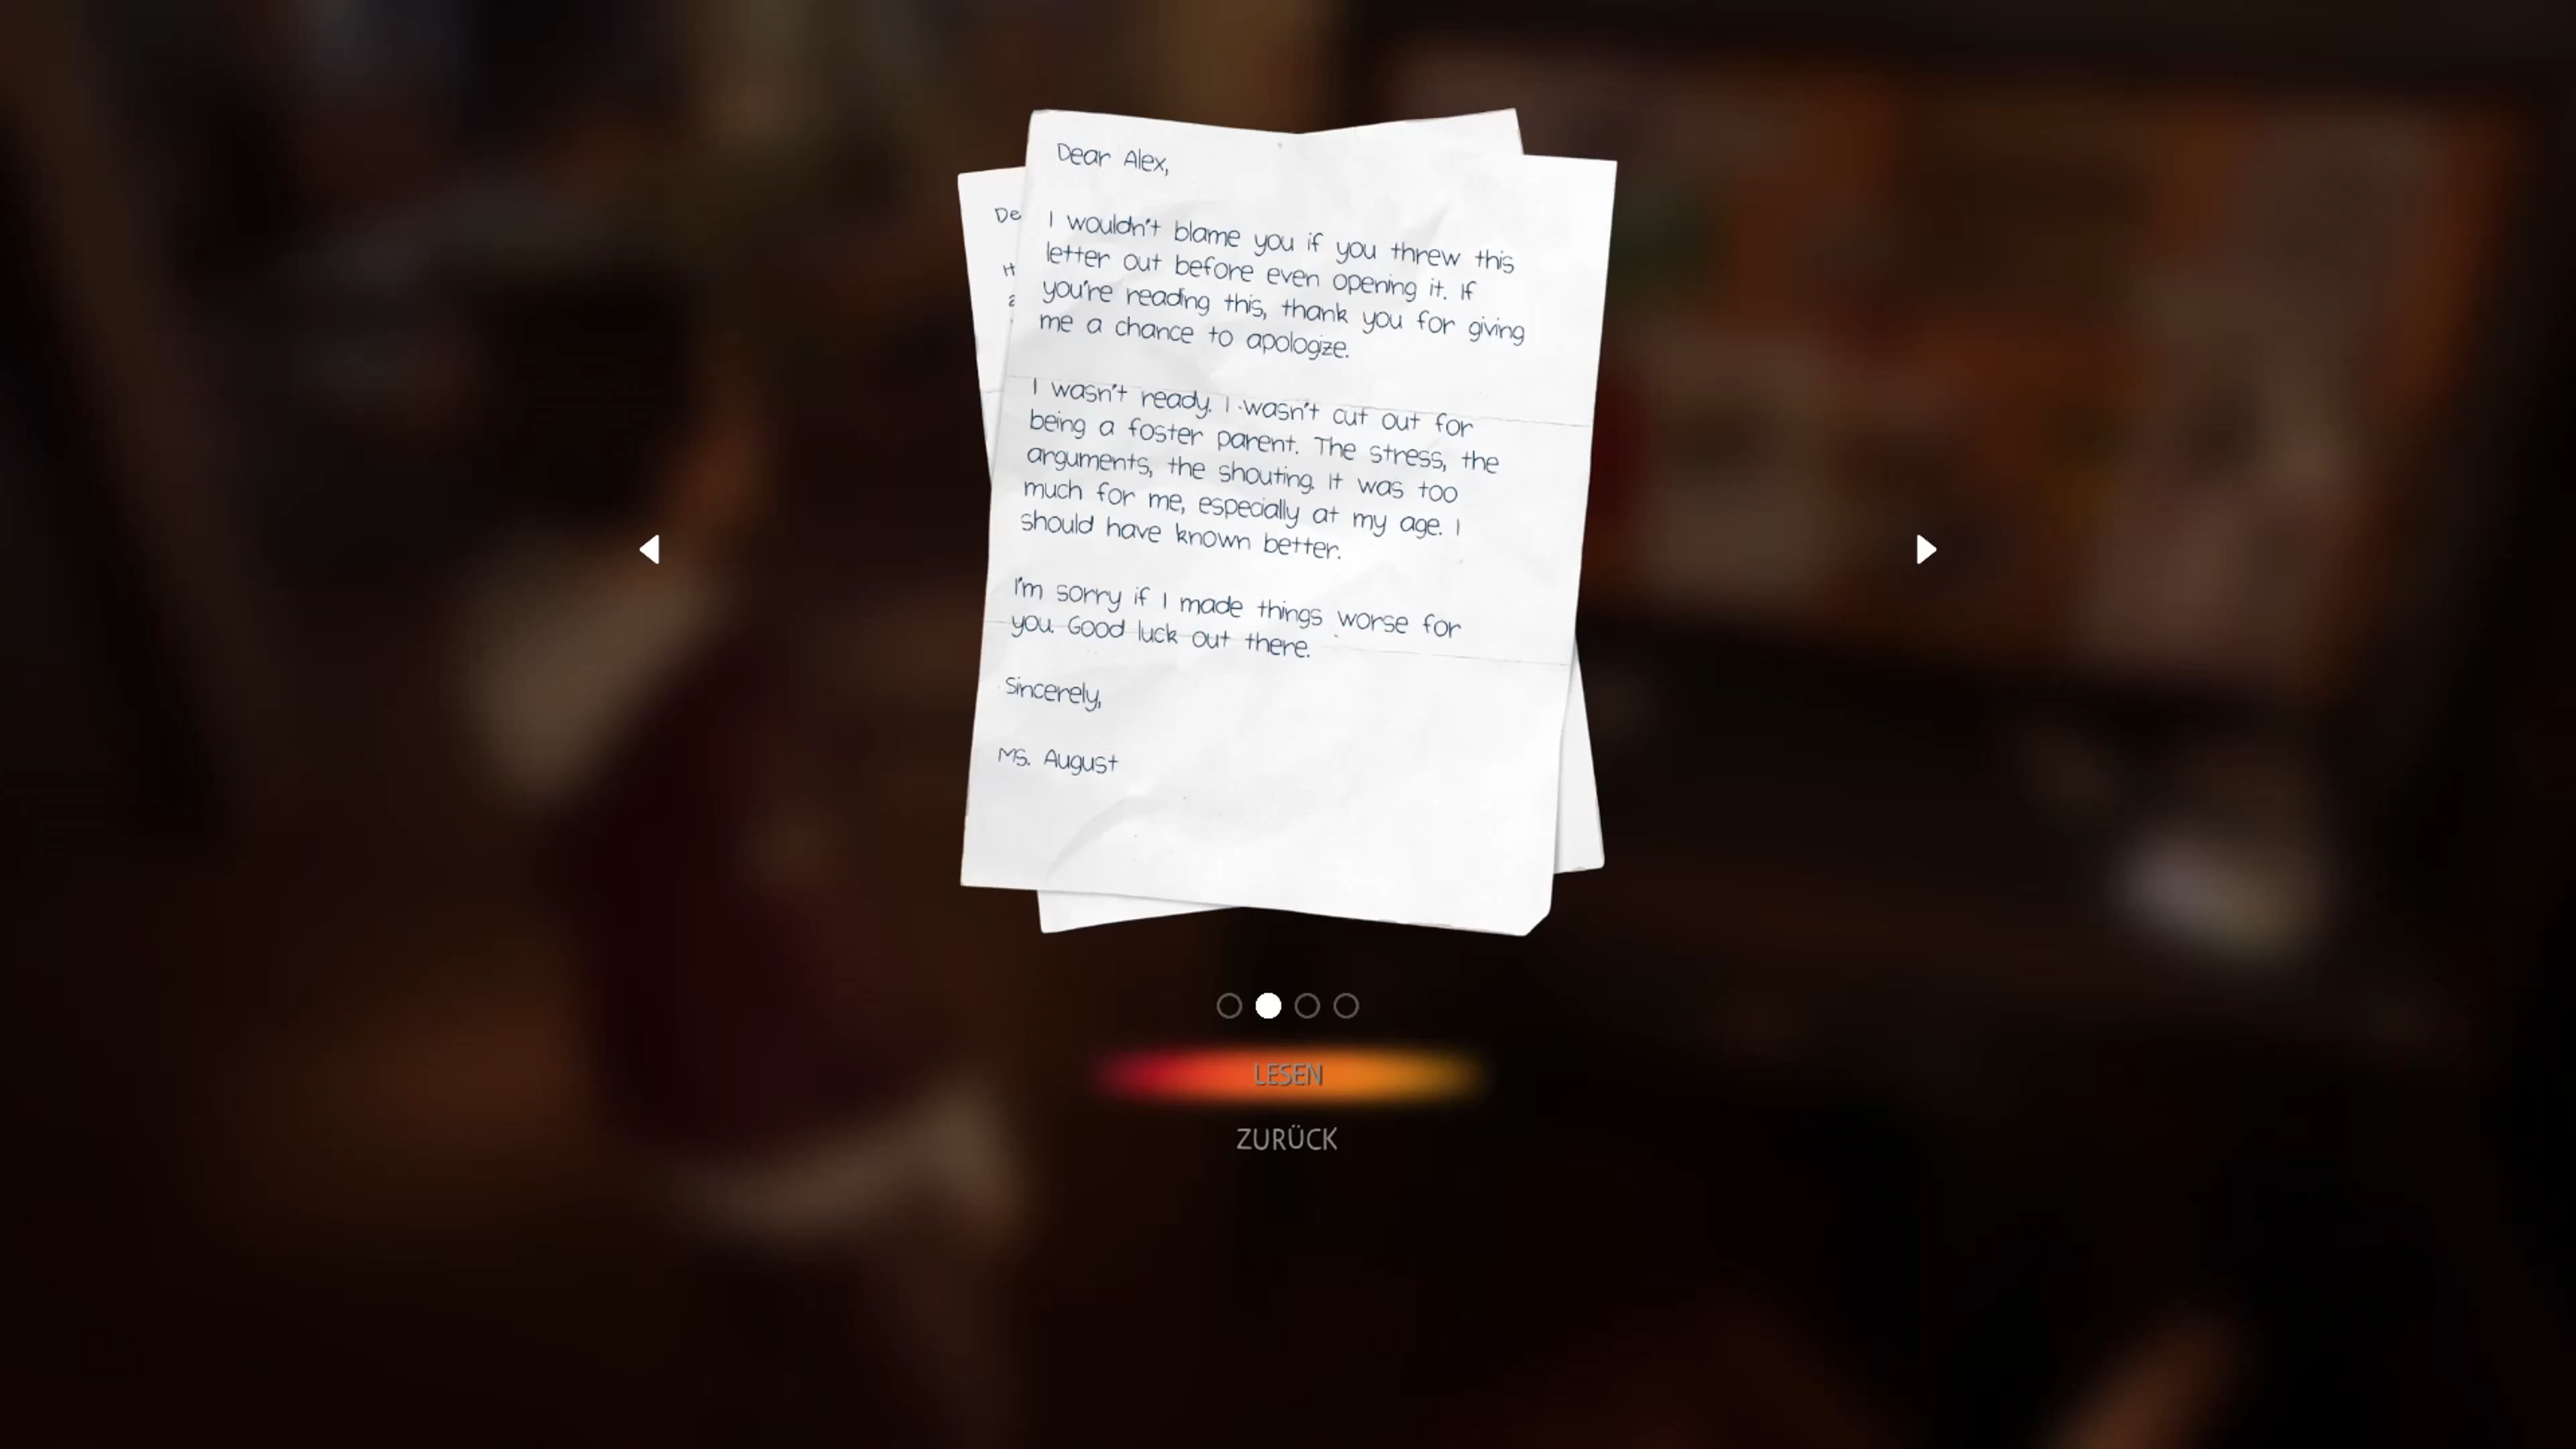 Dear Alex,
I wouldn't blame you if you threw this
letter out before even opening it. If
you're reading this, thank you for giving
me a chance to apologize.
I wasn't ready. I wasn't cut out for
being a foster parent. The stress, the
arguments, the shouting. It was too
much for me, especially at my age. I
should have known better.
I'm sorry if I made things worse for
you. Good luck out there.
Sincerely,
Ms. August
LESEN
ZURÜCK